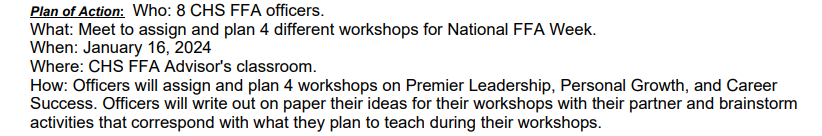 Plan of Action: Who: 8 CHS FFA officers.
What: Meet to assign and plan 4 different workshops for National FFA Week.
When: January 16, 2024
Where: CHS FFA Advisor's classroom.
How: Officers will assign and plan 4 workshops on Premier Leadership, Personal Growth, and Career
Success. Officers will write out on paper their ideas for their workshops with their partner and brainstorm
activities that correspond with what they plan to teach during their workshops.